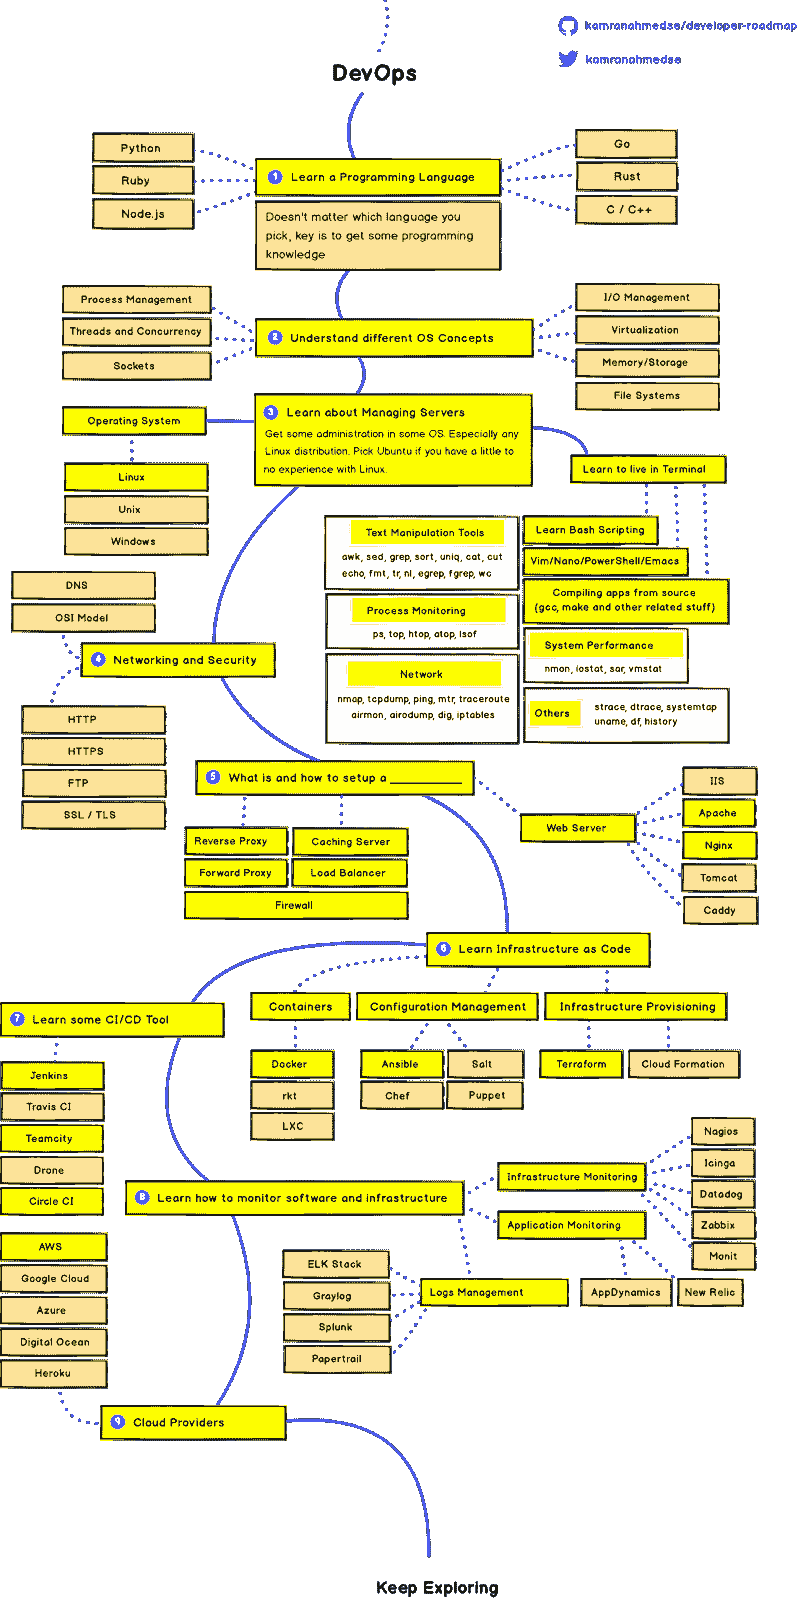 kamranahmedse/developer-roadmap
kamranahmedse
DevOps
Python
Ruby
Node.js
1 Learn a Programming Language
Go
Rust
C / C++
Doesn't matter which language you
pick, key is to get some programming
knowledge
Process Management
Threads and Concurrency
Sockets
2 Understand different OS Concepts
I/O Management
Virtualization
Memory/Storage
File Systems
3 Learn about Managing Servers
Get some administration in some OS. Especially any
Linux distribution. Pick Ubuntu if you have a little to
no experience with Linux.
Operating System
Linux
Unix
Windows
Learn to live in Terminal
Text Manipulation Tools
awk, sed, grep, sort, uniq, cat, cut
echo, fmt, tr, nl, egrep, fgrep, wc
Process Monitoring
ps, top, htop, atop, lsof
Network
nmap, tcpdump, ping, mtr, traceroute
airmon, airodump, dig, iptables
Learn Bash Scripting
Vim/Nano/PowerShell/Emacs
Compiling apps from source
(gcc, make and other related stuff)
System Performance
nmon, iostat, sar, vmstat
Others
strace, dtrace, systemtap
uname, df, history
DNS
OSI Model
4 Networking and Security
HTTP
HTTPS
FTP
SSL / TLS
5 What is and how to setup a ___________
Reverse Proxy
Caching Server
Forward Proxy
Load Balancer
Firewall
Web Server
IIS
Apache
Nginx
Tomcat
Caddy
6 Learn Infrastructure as Code
Containers
Configuration Management
Infrastructure Provisioning
Docker
rkt
LXC
Ansible
Salt
Chef
Puppet
Terraform
Cloud Formation
7 Learn some CI/CD Tool
Jenkins
Travis CI
Teamcity
Drone
Circle CI
8 Learn how to monitor software and infrastructure
Infrastructure Monitoring
Nagios
Icinga
Datadog
Zabbix
Monit
Application Monitoring
AppDynamics
New Relic
Logs Management
ELK Stack
Graylog
Splunk
Papertrail
AWS
Google Cloud
Azure
Digital Ocean
Heroku
9 Cloud Providers
Keep Exploring